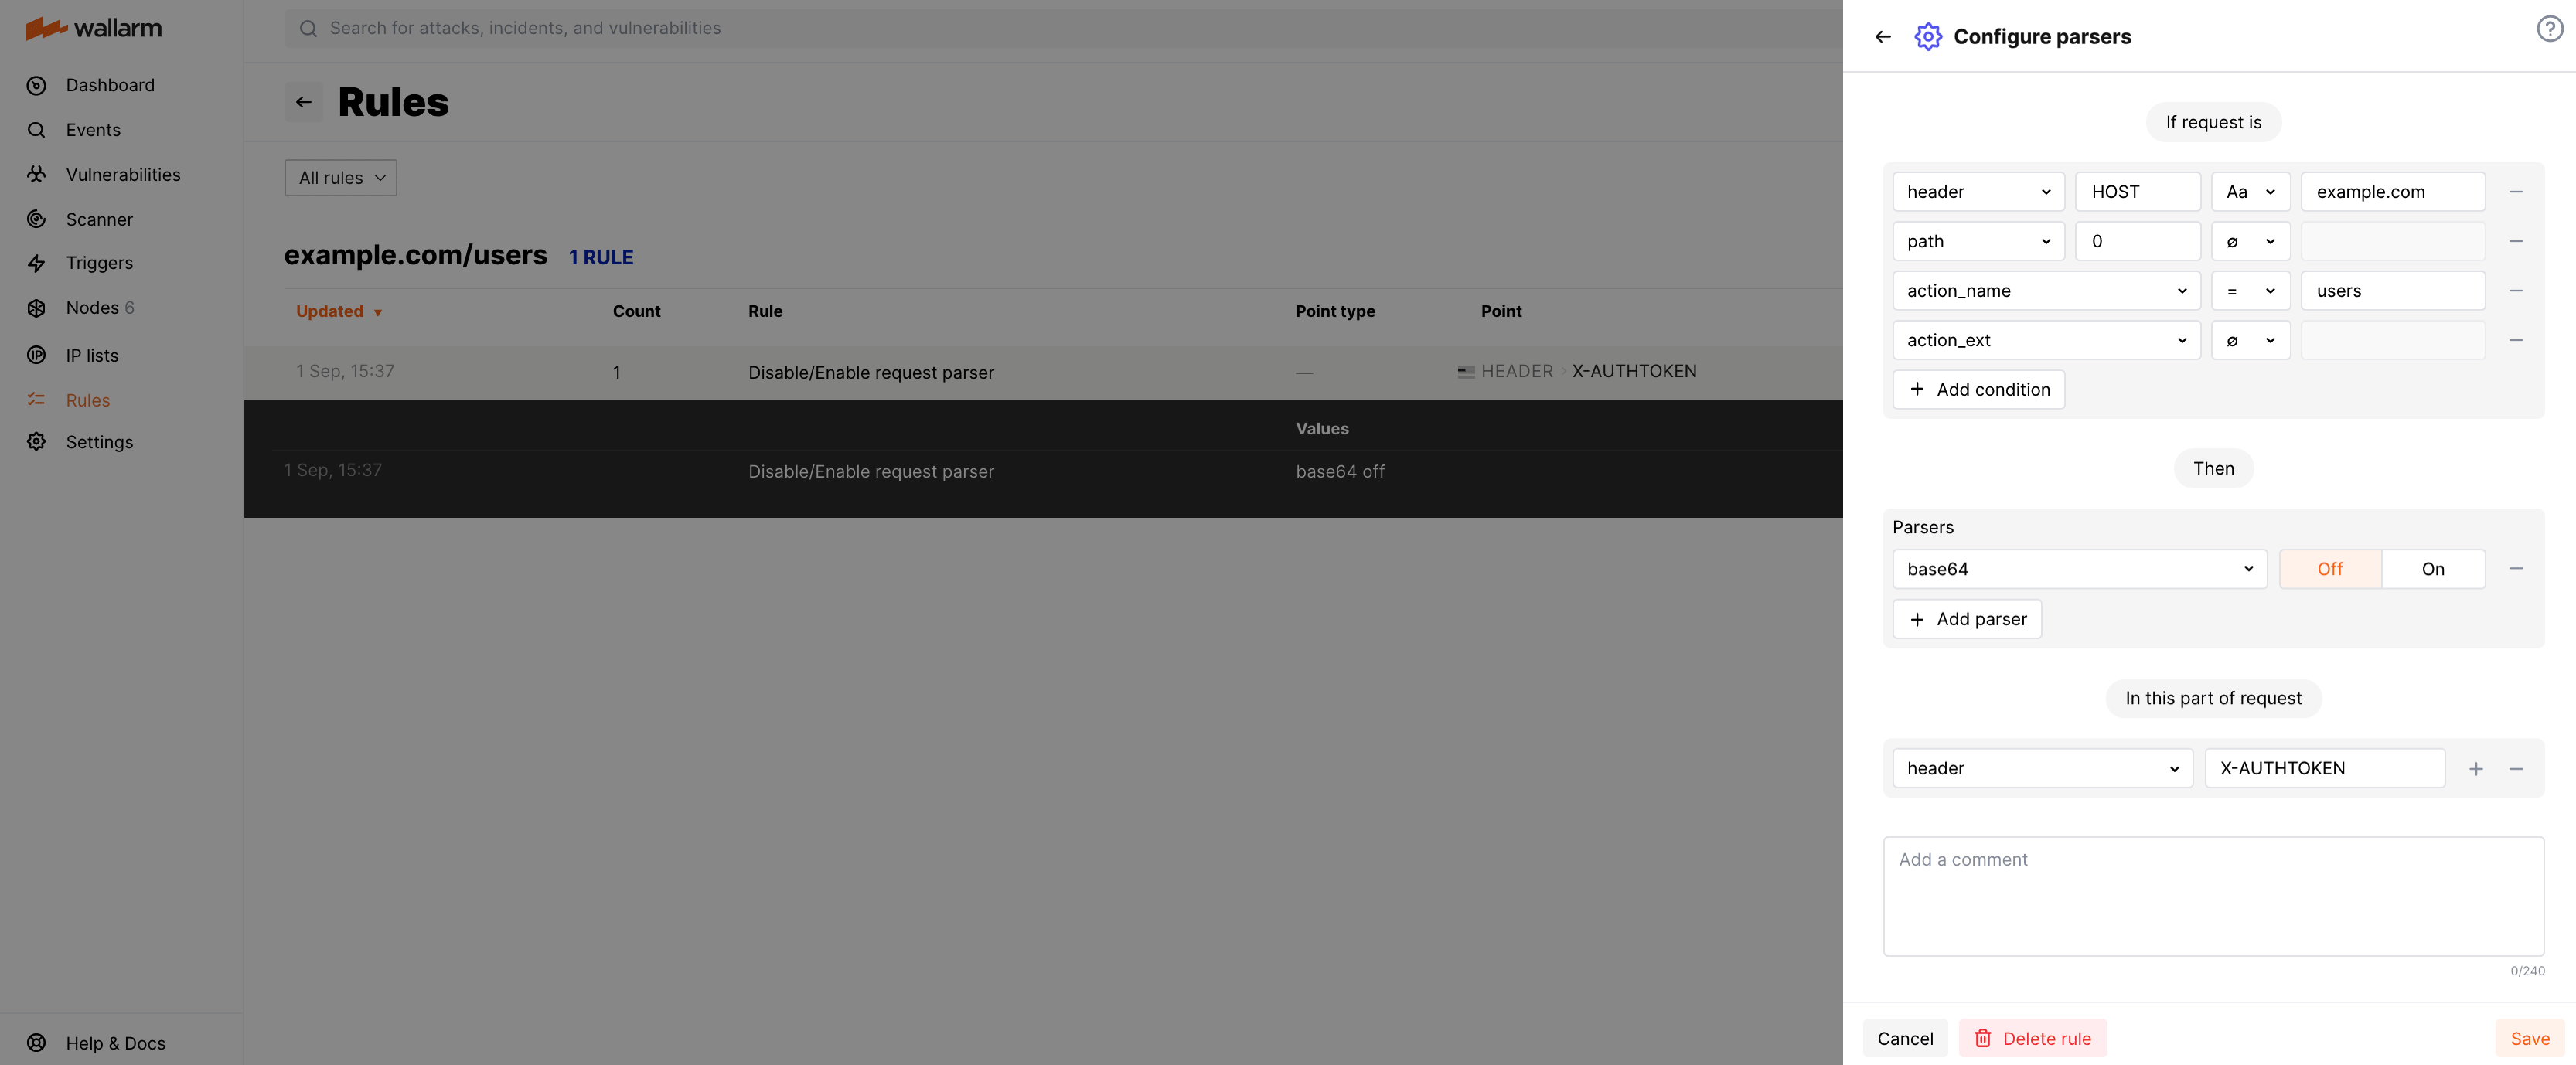 wallarm
Dashboard
Events
Vulnerabilities
Scanner
Triggers
Nodes 6
IP lists
Rules
Settings
Help & Docs
Search for attacks, incidents, and vulnerabilities
Rules
All rules
example.com/users 1 RULE
Updated Count Rule Point type Point
1 Sep, 15:37 1 Disable/Enable request parser — HEADER X-AUTHTOKEN
Values
1 Sep, 15:37 Disable/Enable request parser base64 off
Configure parsers
If request is
header HOST Aa example.com
path 0 ∅
action_name = users
action_ext ∅
+ Add condition
Then
Parsers
base64 Off On
+ Add parser
In this part of request
header X-AUTHTOKEN
Add a comment
0/240
Cancel Delete rule Save